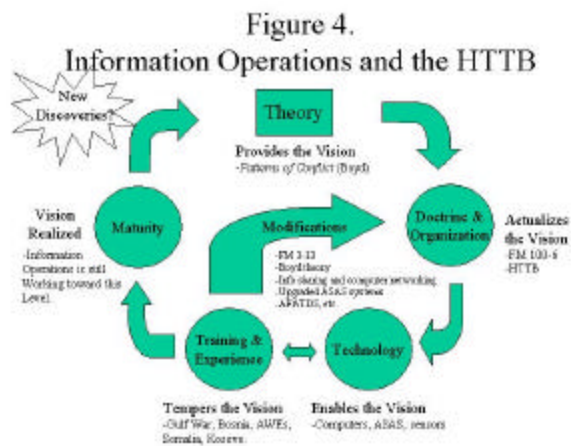 Figure 4.
Information Operations and the HTTB
New
Discoveries?
Theory
Provides the Vision
-Patterns of Conflict (Boyd)
Vision
Realized
-Information
Operations is still
Working toward this
Level.
Maturity
Modifications
-FM 3-13
-Boyd theory
-Info sharing and computer networking.
-Upgraded ASAS systems
-AFATDS, etc.
Doctrine &
Organization
Actualizes
the Vision
-FM 100-6
-HTTB
Training &
Experience
Technology
Tempers the Vision
-Gulf War, Bosnia, AWEs,
Somalia, Kosovo.
Enables the Vision
-Computers, ASAS, sensors